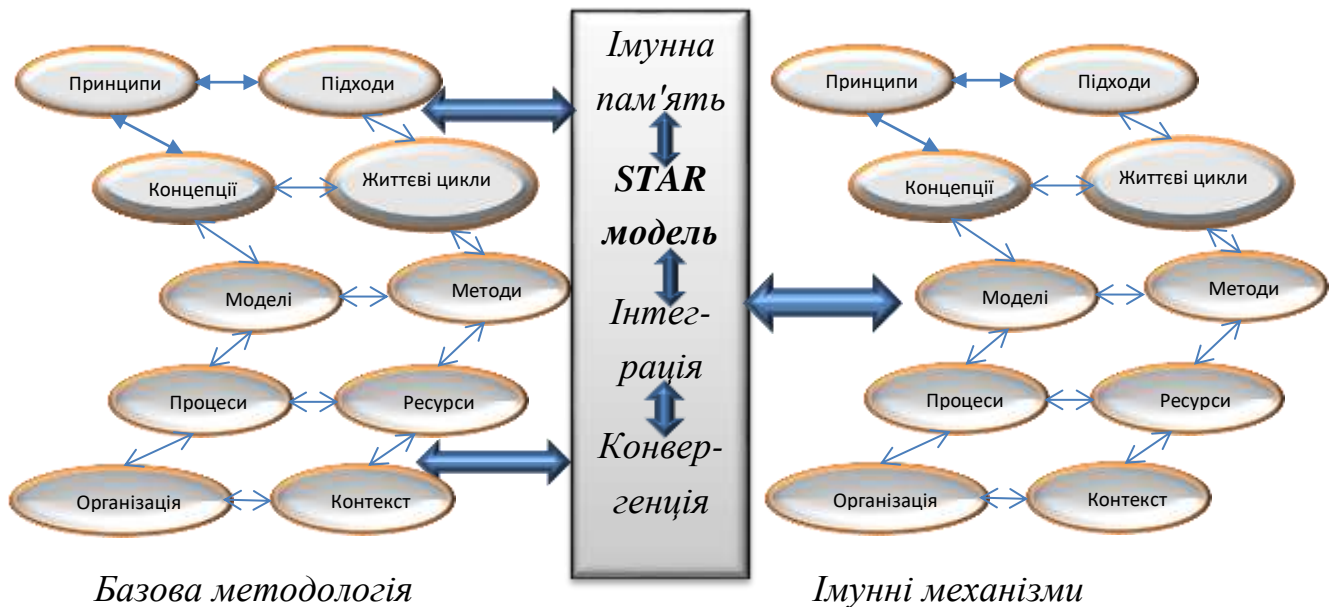 Принципи
Підходи
Концепції
Життєві цикли
Моделі
Методи
Процеси
Ресурси
Організація
Контекст
Базова методологія
Імунна
пам'ять
STAR
модель
Інтег-
рація
Конвер-
генція
Принципи
Підходи
Концепції
Життєві цикли
Моделі
Методи
Процеси
Ресурси
Організація
Контекст
Імунні механізми